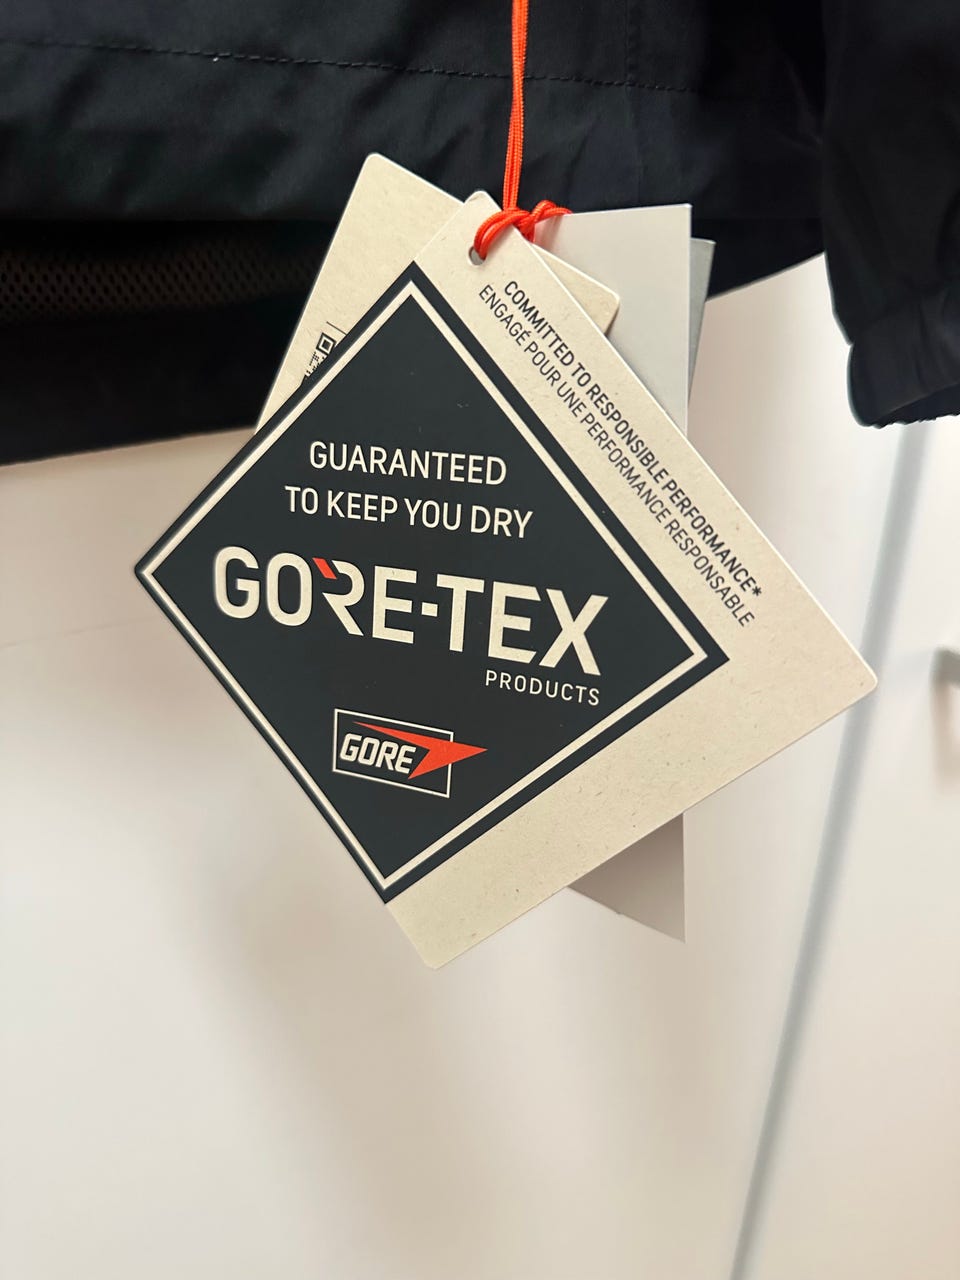 COMMITTED TO RESPONSIBLE PERFORMANCE*
ENGAGÉ POUR UNE PERFORMANCE RESPONSABLE
GUARANTEED
TO KEEP YOU DRY
GORE-TEX
PRODUCTS
GORE